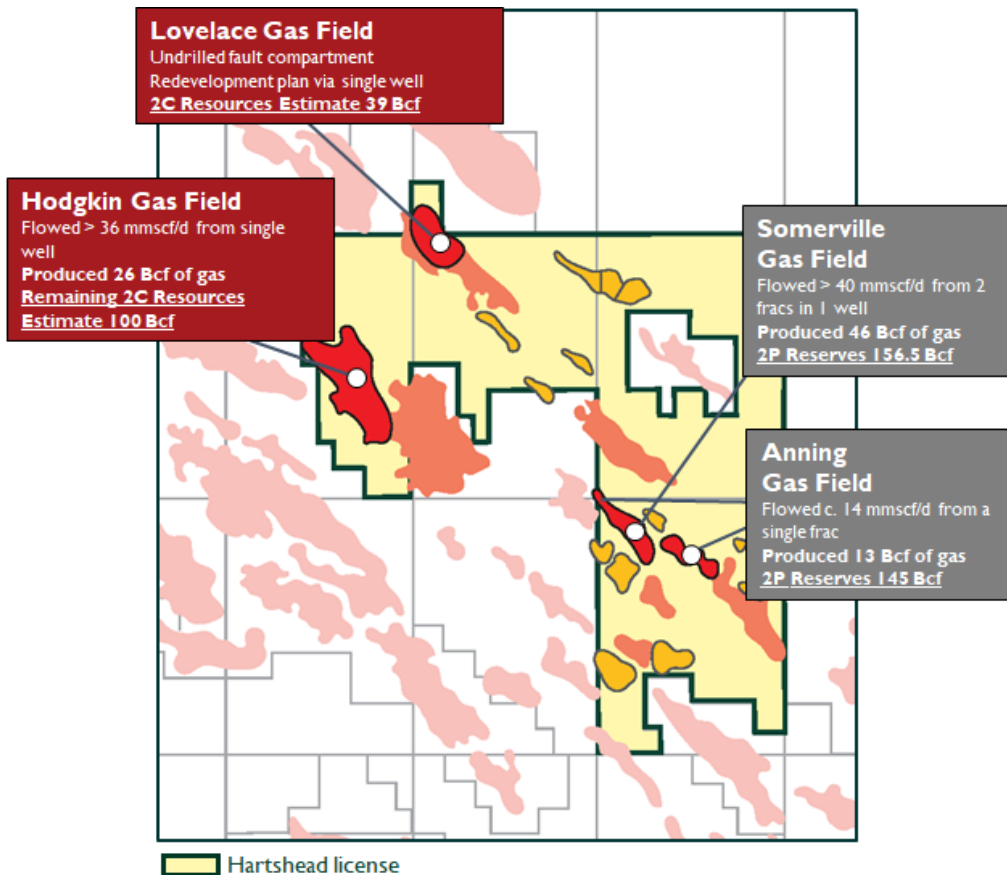 Lovelace Gas Field
Undrilled fault compartment
Redevelopment plan via single well
2C Resources Estimate 39 Bcf
Hodgkin Gas Field
Flowed > 36 mmscf/d from single
well
Produced 26 Bcf of gas
Remaining 2C Resources
Estimate 100 Bcf
Somerville
Gas Field
Flowed > 40 mmscf/d from 2
fracs in 1 well
Produced 46 Bcf of gas
2P Reserves 156.5 Bcf
Anning
Gas Field
Flowed c. 14 mmscf/d from a
single frac
Produced 13 Bcf of gas
2P Reserves 145 Bcf
Hartshead license